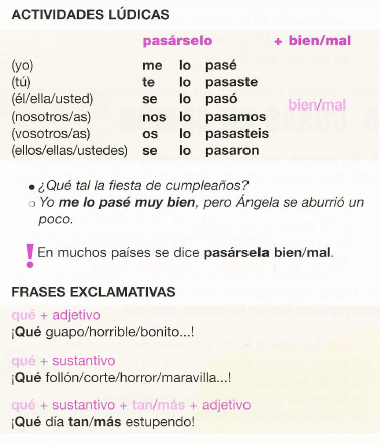 ACTIVIDADES LÚDICAS
pasárselo + bien/mal
(yo) me lo pasé
(tú) te lo pasaste
(él/ella/usted) se lo pasó
bien/mal
(nosotros/as) nos lo pasamos
(vosotros/as) os lo pasasteis
(ellos/ellas/ustedes) se lo pasaron
● ¿Qué tal la fiesta de cumpleaños?
○ Yo me lo pasé muy bien, pero Ángela se aburrió un
poco.
! En muchos países se dice pasársela bien/mal.
FRASES EXCLAMATIVAS
qué + adjetivo
¡Qué guapo/horrible/bonito...!
qué + sustantivo
¡Qué follón/corte/horror/maravilla...!
qué + sustantivo + tan/más + adjetivo
¡Qué día tan/más estupendo!